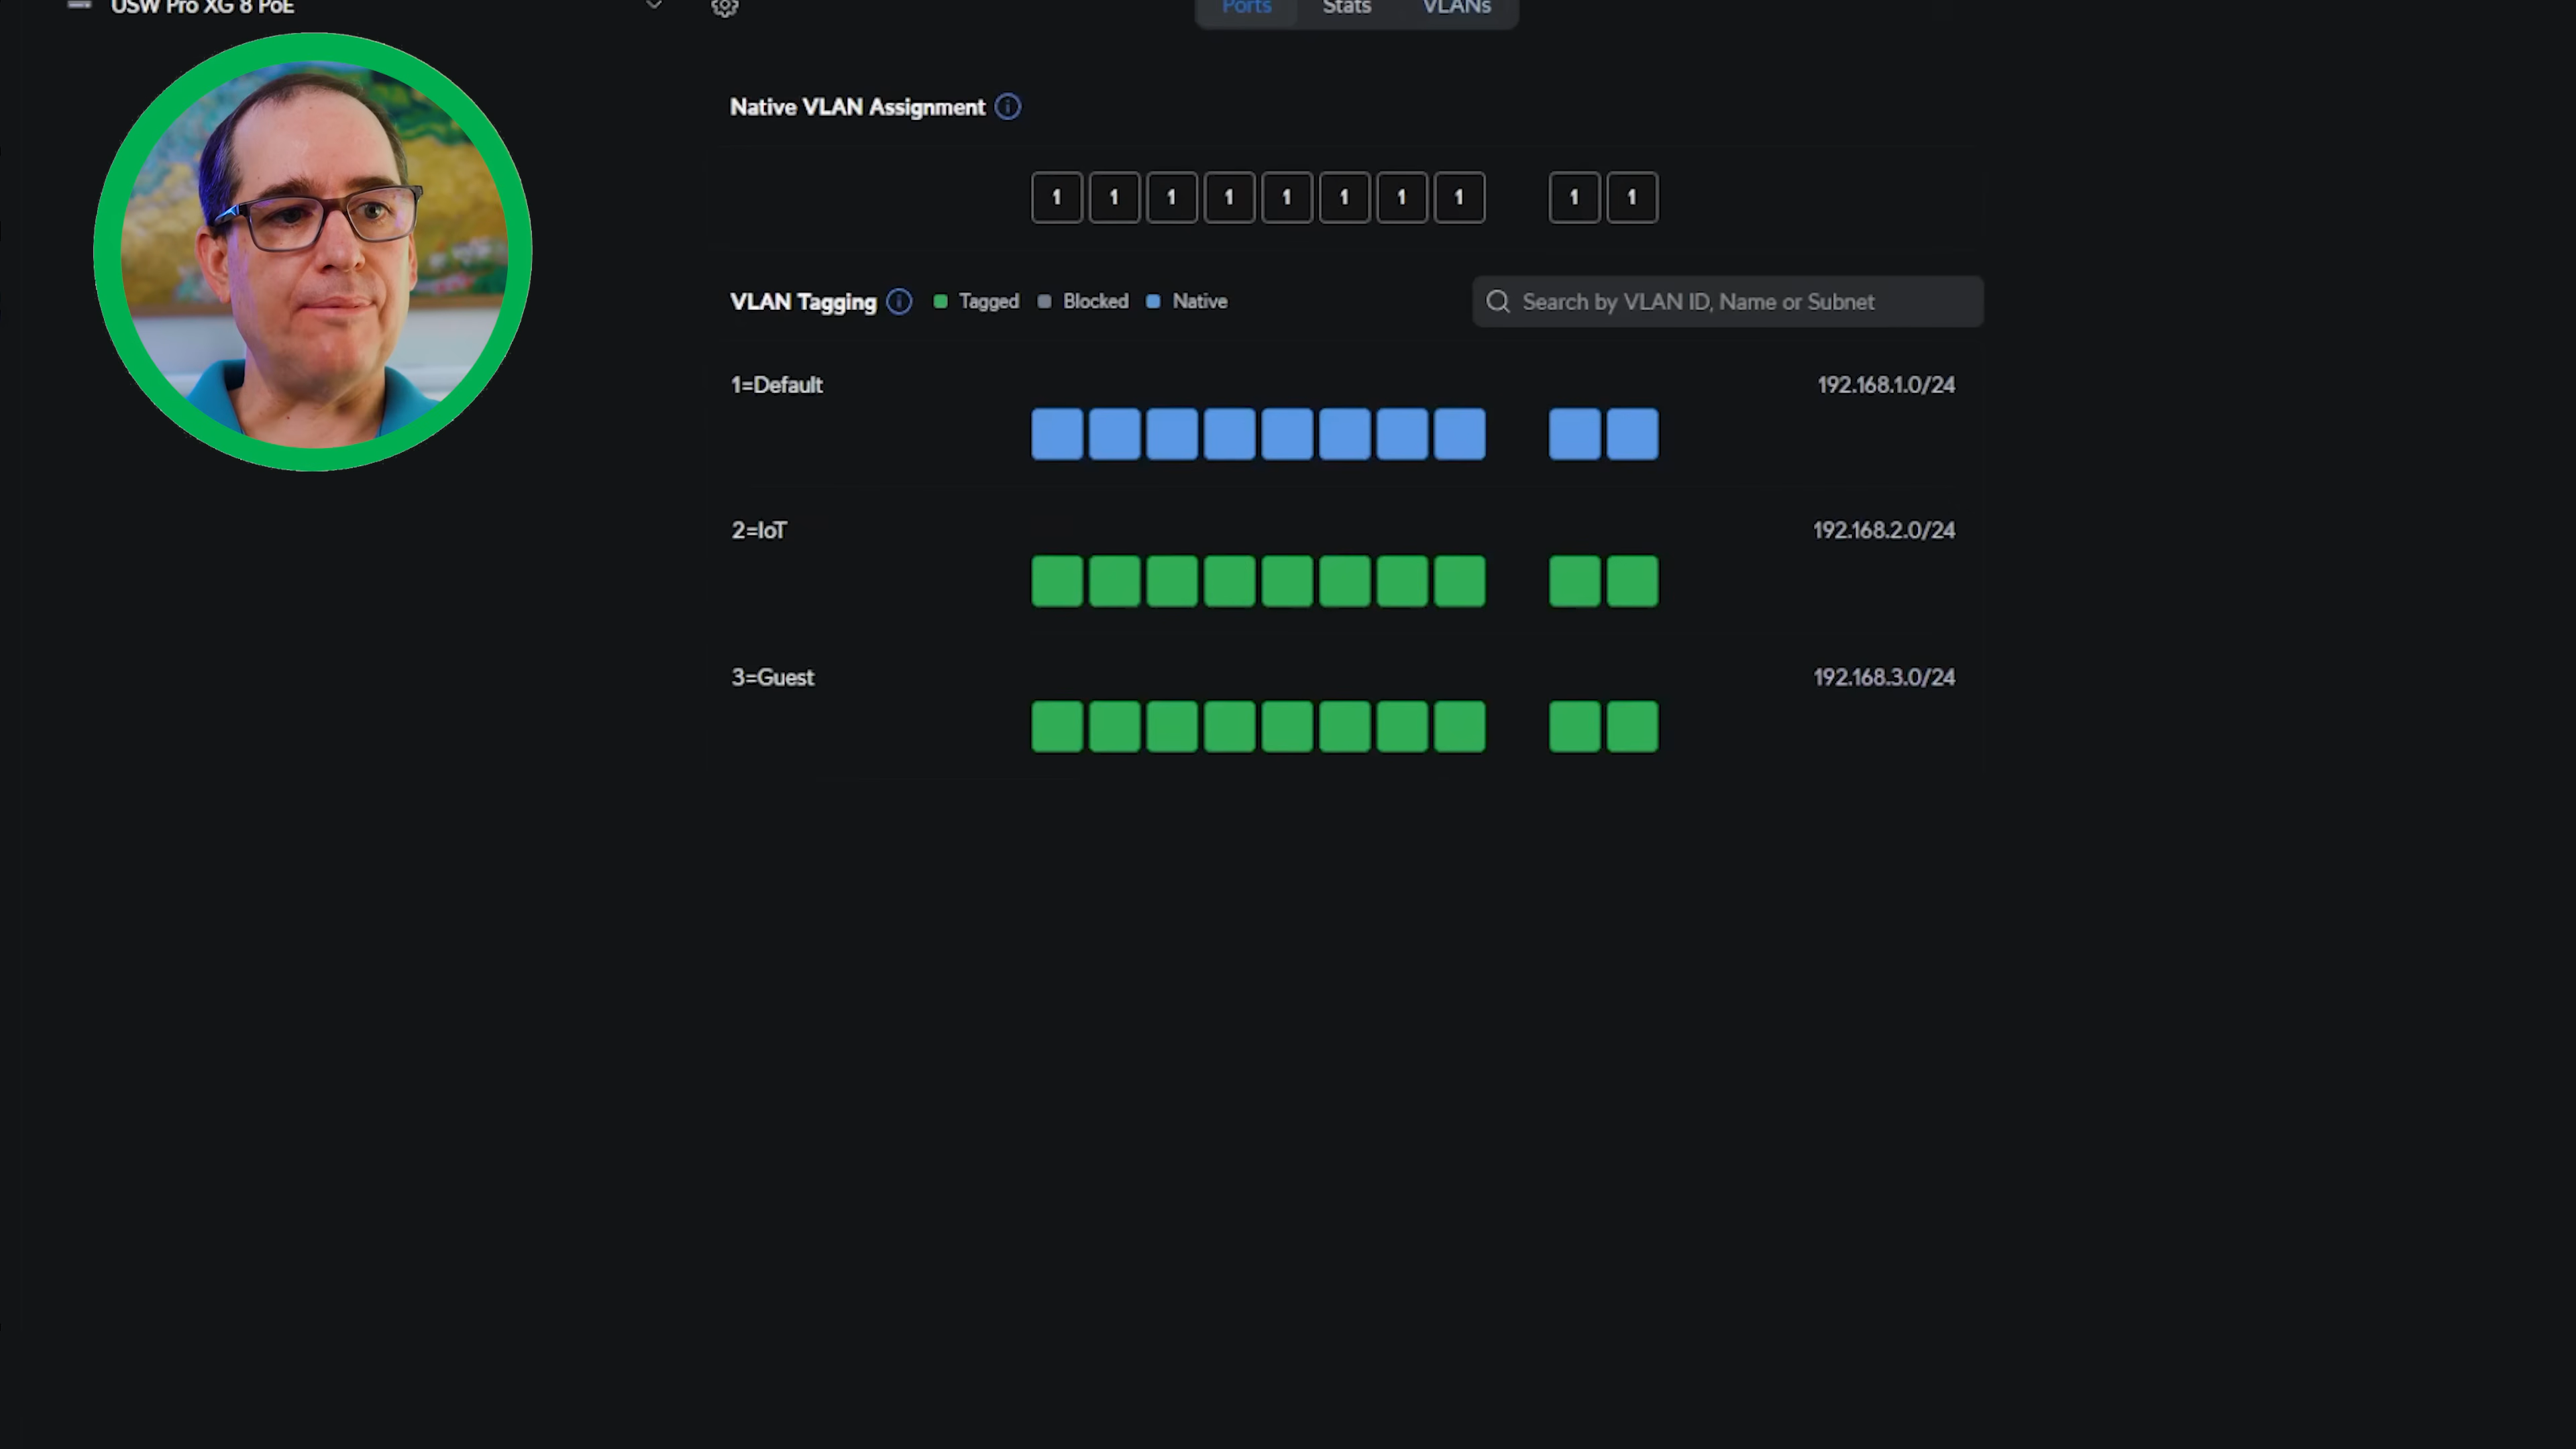 USW Pro XG 8 PoE
Ports Stats VLANs
Native VLAN Assignment
1 1 1 1 1 1 1 1 1 1
VLAN Tagging Tagged Blocked Native Search by VLAN ID, Name or Subnet
1=Default 192.168.1.0/24
2=IoT 192.168.2.0/24
3=Guest 192.168.3.0/24